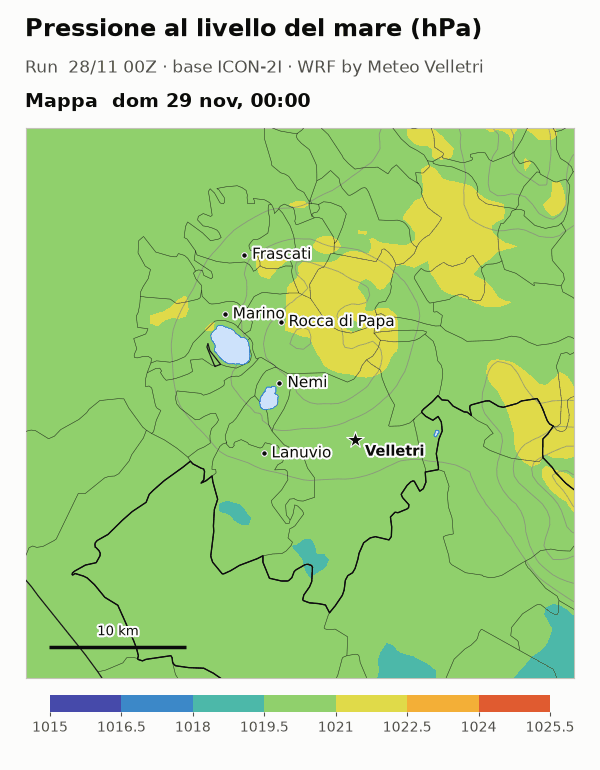 Pressione al livello del mare (hPa)
Run  28/11 00Z · base ICON-2I · WRF by Meteo Velletri
Mappa  dom 29 nov, 00:00
Frascati
Marino
Rocca di Papa
Nemi
Velletri
Lanuvio
10 km
1015 1016.5 1018 1019.5 1021 1022.5 1024 1025.5